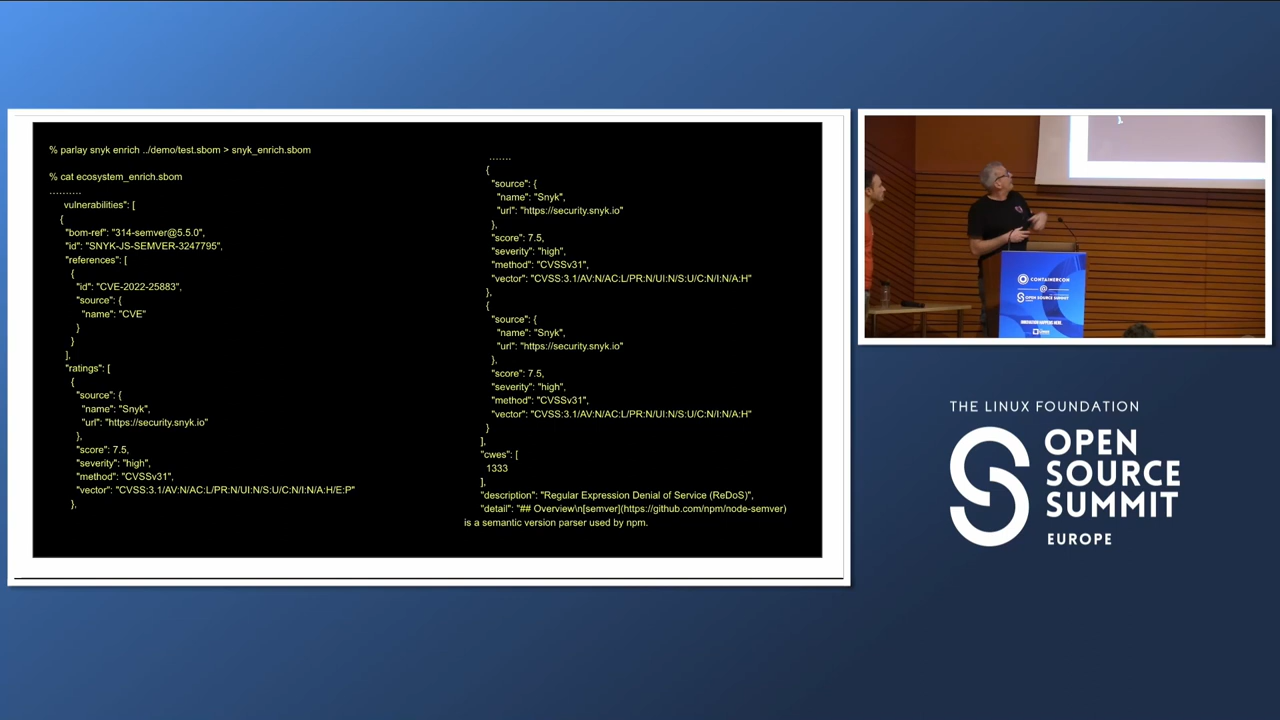 % parlay snyk enrich ../demo/test.sbom > snyk_enrich.sbom
% cat ecosystem_enrich.sbom
..........
vulnerabilities": [
{
"bom-ref": "314-semver@5.5.0",
"id": "SNYK-JS-SEMVER-3247795",
"references": [
{
"id": "CVE-2022-25883",
"source": {
"name": "CVE"
}
}
],
"ratings": [
{
"source": {
"name": "Snyk",
"url": "https://security.snyk.io"
},
"score": 7.5,
"severity": "high",
"method": "CVSSv31",
"vector": "CVSS:3.1/AV:N/AC:L/PR:N/UI:N/S:U/C:N/I:N/A:H/E:P"
},
.......
{
"source": {
"name": "Snyk",
"url": "https://security.snyk.io"
},
"score": 7.5,
"severity": "high",
"method": "CVSSv31",
"vector": "CVSS:3.1/AV:N/AC:L/PR:N/UI:N/S:U/C:N/I:N/A:H"
},
{
"source": {
"name": "Snyk",
"url": "https://security.snyk.io"
},
"score": 7.5,
"severity": "high",
"method": "CVSSv31",
"vector": "CVSS:3.1/AV:N/AC:L/PR:N/UI:N/S:U/C:N/I:N/A:H"
}
],
"cwes": [
1333
],
"description": "Regular Expression Denial of Service (ReDoS)",
"detail": "## Overview\n[semver](https://github.com/npm/node-semver)
is a semantic version parser used by npm.
CONTAINERCON
@
OPEN SOURCE SUMMIT
INNOVATION HAPPENS HERE.
THE LINUX FOUNDATION
OPEN
SOURCE
SUMMIT
EUROPE